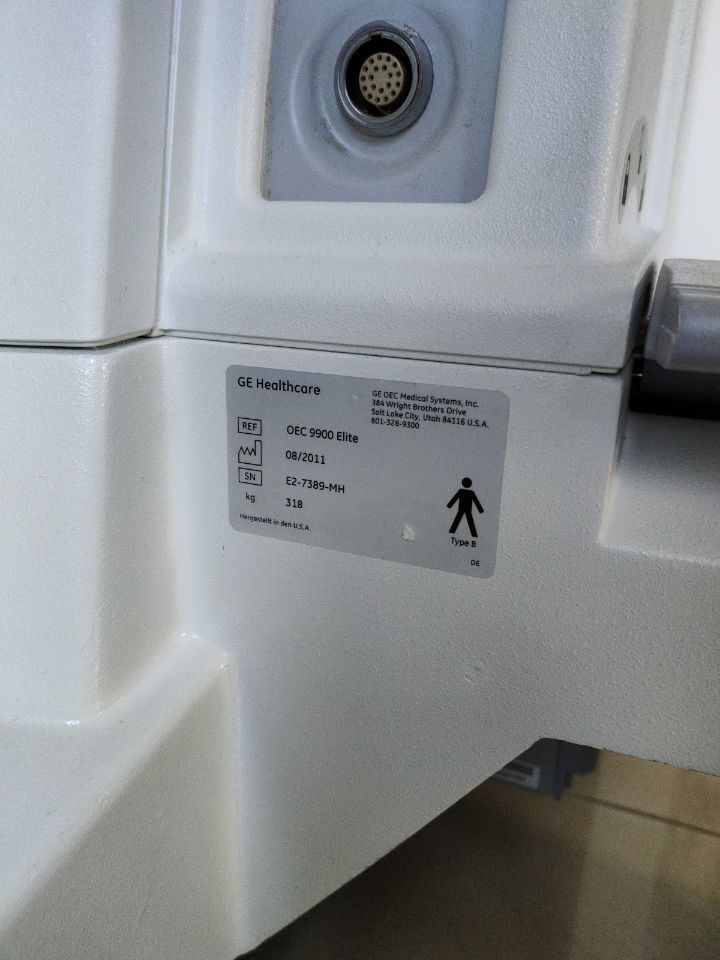 GE Healthcare
GE OEC Medical Systems, Inc.
384 Wright Brothers Drive
Salt Lake City, Utah 84116 U.S.A.
801-328-9300
REF OEC 9900 Elite
08/2011
SN E2-7389-MH
kg 318
Hergestellt in den U.S.A.
Type B
DE